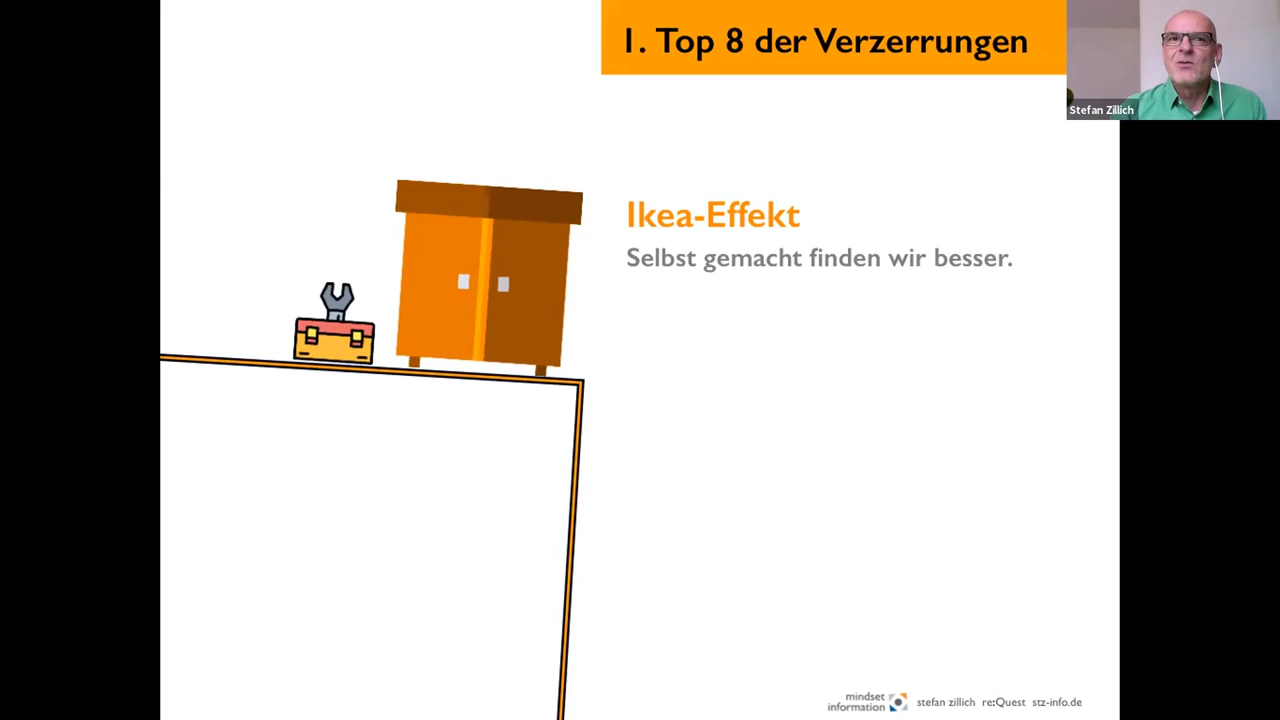 1. Top 8 der Verzerrungen
Stefan Zillich
Ikea-Effekt
Selbst gemacht finden wir besser.
mindset
information
stefan zillich re:Quest stz-info.de